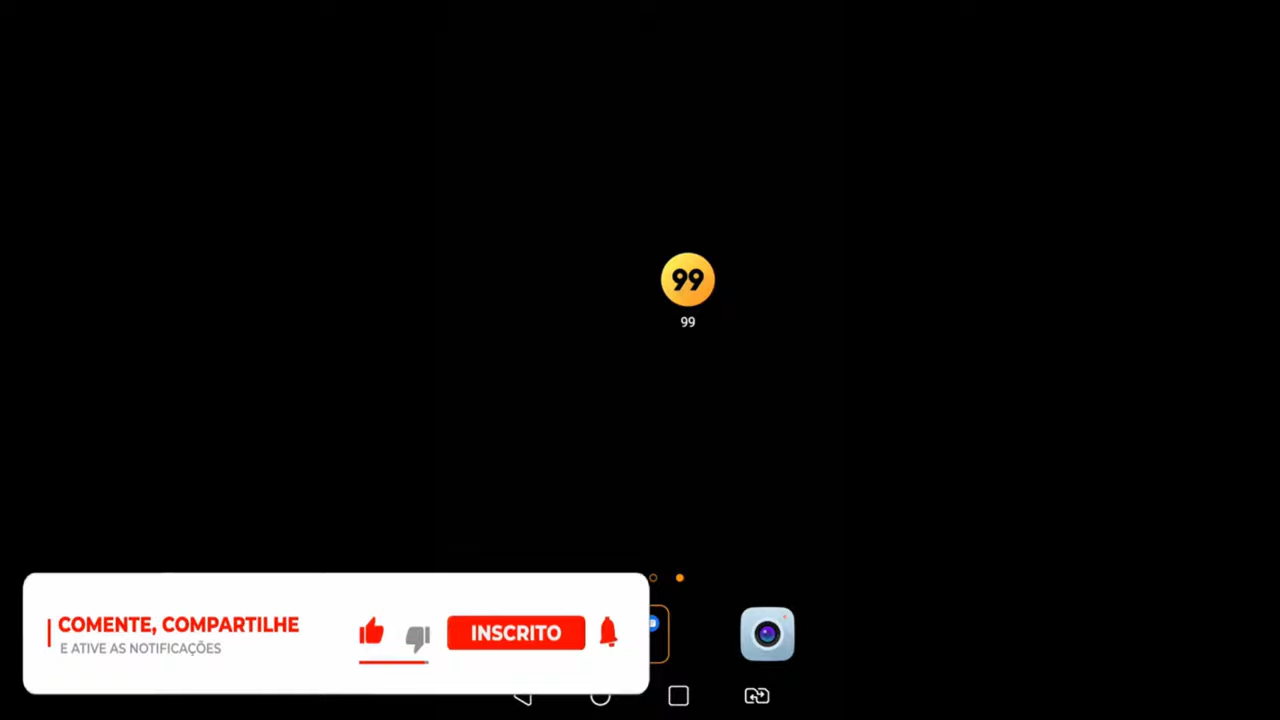 99
99
COMENTE, COMPARTILHE
E ATIVE AS NOTIFICAÇÕES
INSCRITO